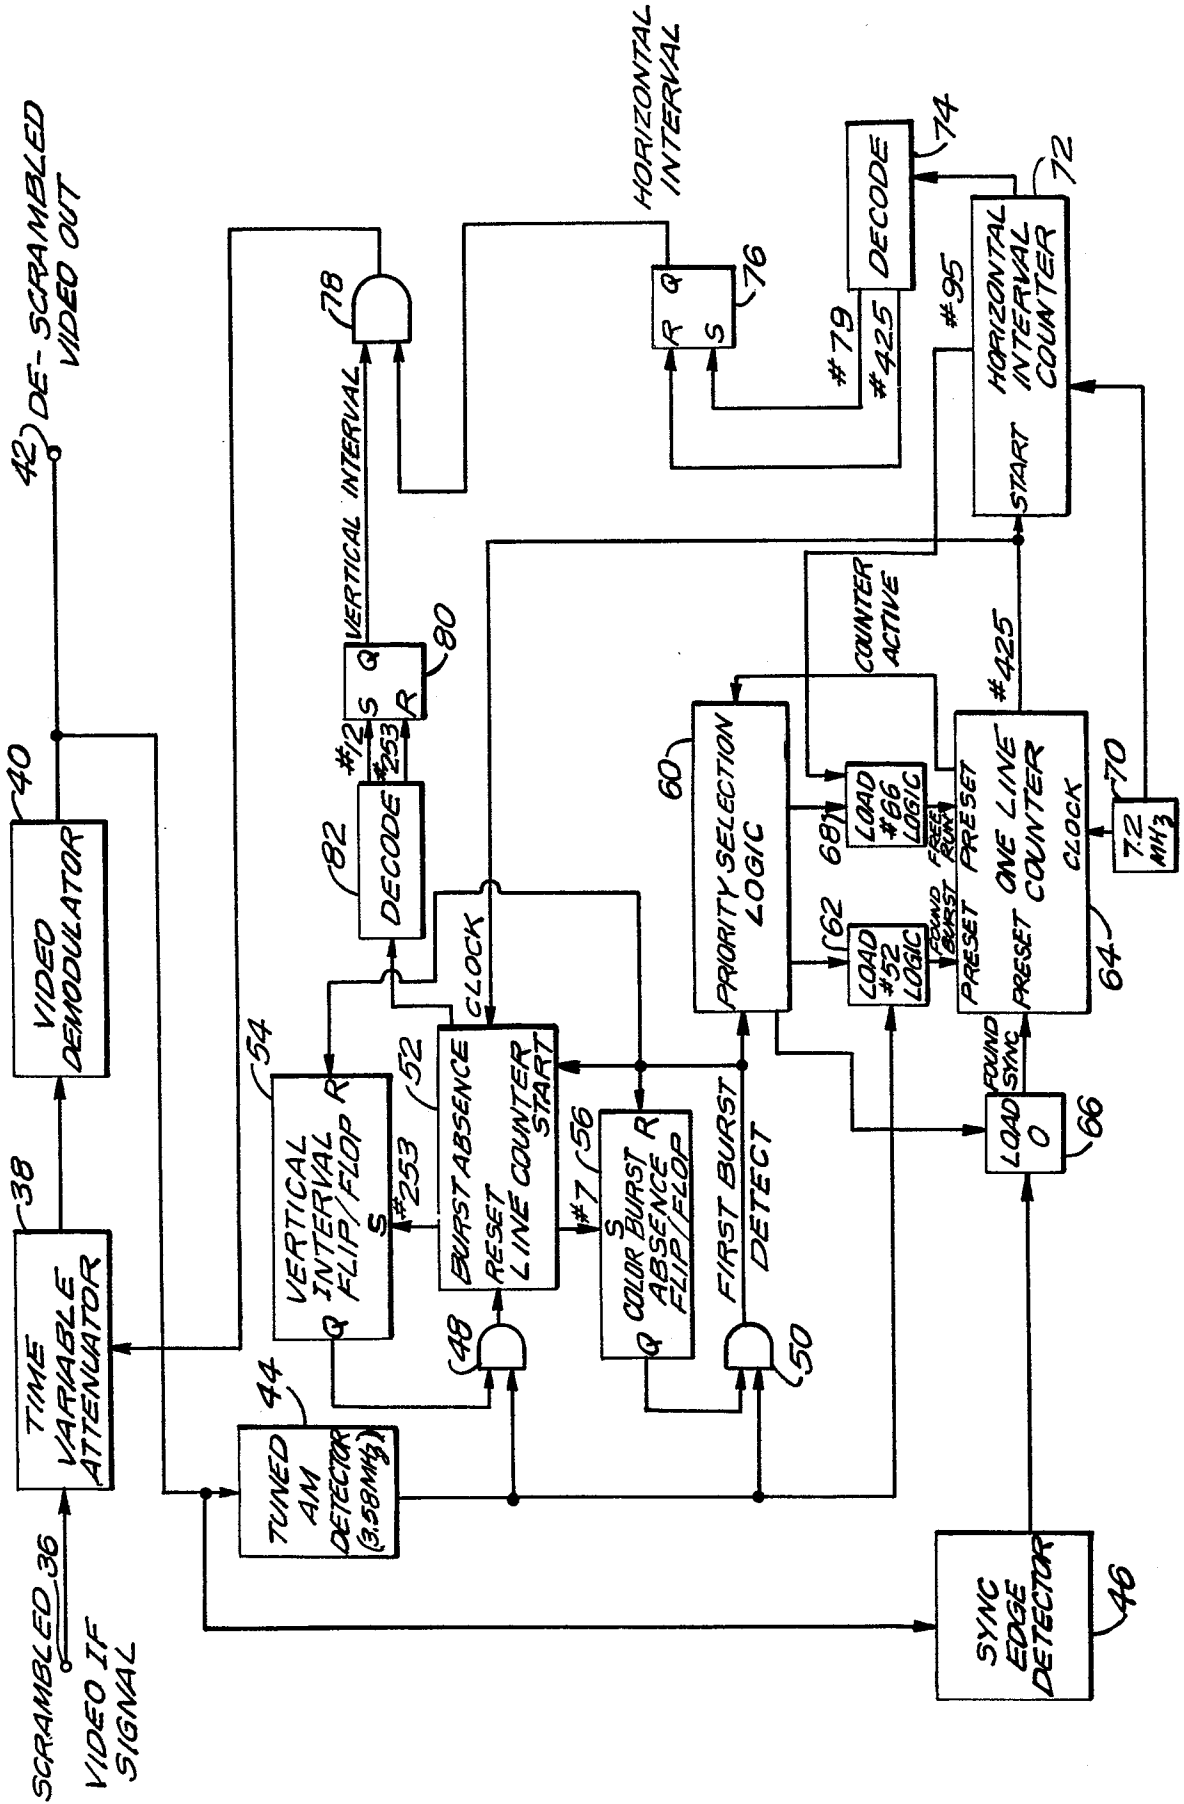 SCRAMBLED 36
VIDEO IF
SIGNAL
TIME
VARIABLE
ATTENUATOR
38
VIDEO
DEMODULATOR
40
42
DE-SCRAMBLED
VIDEO OUT
TUNED
AM
DETECTOR
(3.58MHz)
44
VERTICAL
INTERVAL
FLIP/FLOP
Q
R
S
54
#253
BURST ABSENCE
RESET
LINE COUNTER
START
52
CLOCK
48
#7
56
S
COLOR BURST
ABSENCE
FLIP/FLOP
Q
R
50
FIRST BURST
DETECT
DECODE
82
#12
#253
S
Q
R
80
VERTICAL INTERVAL
78
HORIZONTAL
INTERVAL
R
Q
S
76
DECODE
74
#79
#425
PRIORITY SELECTION
LOGIC
60
LOAD
#52
LOGIC
62
LOAD
#66
LOGIC
68
COUNTER
ACTIVE
FOUND
BURST
FREE
RUN
PRESET
PRESET
PRESET
ONE LINE
COUNTER
CLOCK
64
#425
7.2
MHz
70
HORIZONTAL
INTERVAL
COUNTER
START
72
#95
SYNC
EDGE
DETECTOR
46
LOAD
0
66
FOUND
SYNC